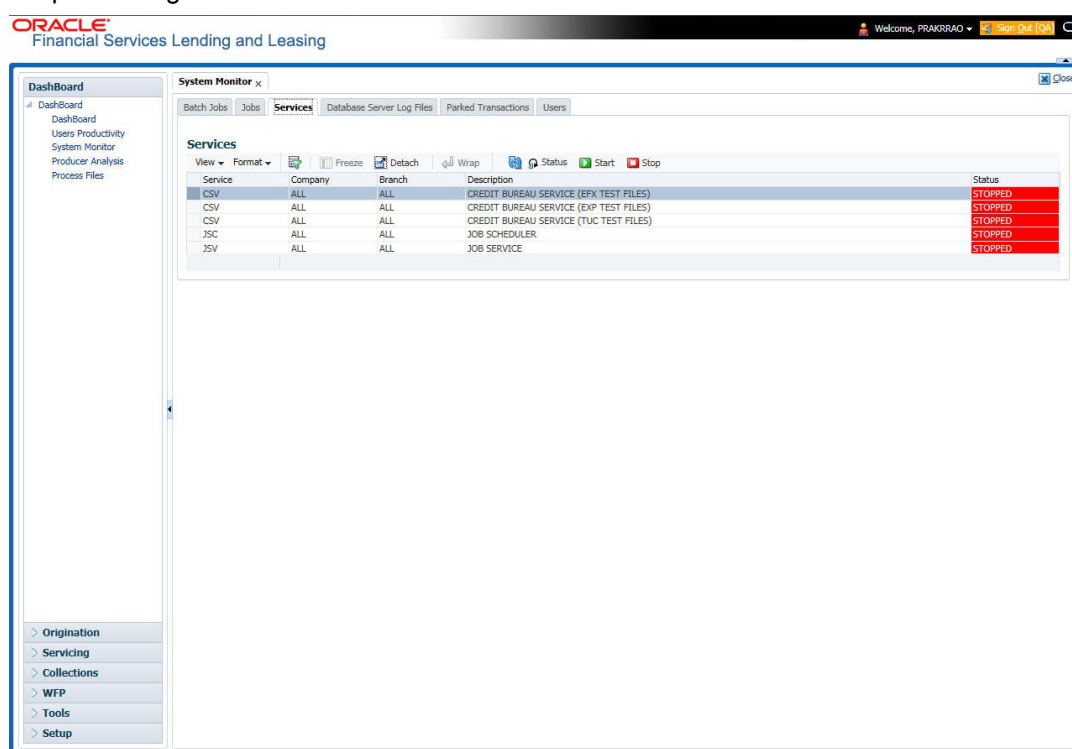 ORACLE
Financial Services Lending and Leasing
Welcome, PRAKRRAO Sign Out [QA]
DashBoard
DashBoard
DashBoard
Users Productivity
System Monitor
Producer Analysis
Process Files
System Monitor x
Close
Batch Jobs Jobs Services Database Server Log Files Parked Transactions Users
Services
View Format Freeze Detach Wrap Status Start Stop
Service Company Branch Description Status
CSV ALL ALL CREDIT BUREAU SERVICE (EFX TEST FILES) STOPPED
CSV ALL ALL CREDIT BUREAU SERVICE (EXP TEST FILES) STOPPED
CSV ALL ALL CREDIT BUREAU SERVICE (TUC TEST FILES) STOPPED
JSC ALL ALL JOB SCHEDULER STOPPED
JSV ALL ALL JOB SERVICE STOPPED
Origination
Servicing
Collections
WFP
Tools
Setup